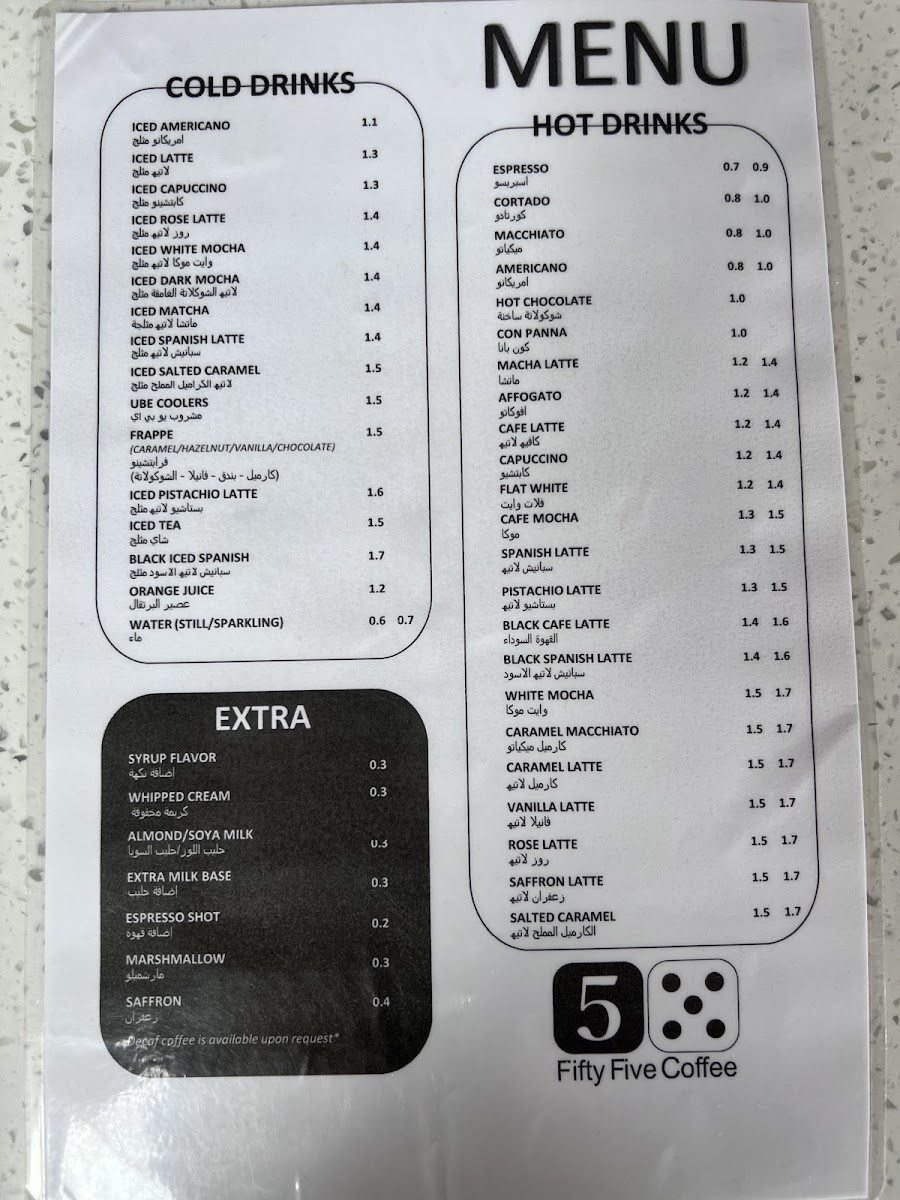 MENU
COLD DRINKS
ICED AMERICANO 1.1
امريكانو مثلج
ICED LATTE 1.3
لاتيه مثلج
ICED CAPUCCINO 1.3
كابتشينو مثلج
ICED ROSE LATTE 1.4
روز لاتيه مثلج
ICED WHITE MOCHA 1.4
وايت موكا لاتيه مثلج
ICED DARK MOCHA 1.4
لاتيه الشوكلاتة الغامقة مثلج
ICED MATCHA 1.4
ماتشا لاتيه مثلجة
ICED SPANISH LATTE 1.4
سبانيش لاتيه مثلج
ICED SALTED CARAMEL 1.5
لاتيه الكراميل المملح مثلج
UBE COOLERS 1.5
مشروب يو بي اي
FRAPPE 1.5
(CARAMEL/HAZELNUT/VANILLA/CHOCOLATE)
فرابتشينو
(كارميل - بندق - فانيلا - الشوكولاتة)
ICED PISTACHIO LATTE 1.6
بستاشيو لاتيه مثلج
ICED TEA 1.5
شاي مثلج
BLACK ICED SPANISH 1.7
سبانيش لاتيه الاسود مثلج
ORANGE JUICE 1.2
عصير البرتقال
WATER (STILL/SPARKLING) 0.6 0.7
ماء
EXTRA
SYRUP FLAVOR 0.3
إضافة نكهة
WHIPPED CREAM 0.3
كريمة مخفوقة
ALMOND/SOYA MILK 0.3
حليب اللوز/حليب السويا
EXTRA MILK BASE 0.3
إضافة حليب
ESPRESSO SHOT 0.2
إضافة قهوة
MARSHMALLOW 0.3
مارشميلو
SAFFRON 0.4
زعفران
Decaf coffee is available upon request*
HOT DRINKS
ESPRESSO 0.7 0.9
اسبريسو
CORTADO 0.8 1.0
كورتادو
MACCHIATO 0.8 1.0
ميكياتو
AMERICANO 0.8 1.0
امريكانو
HOT CHOCOLATE 1.0
شوكولاتة ساخنة
CON PANNA 1.0
كون بانا
MACHA LATTE 1.2 1.4
ماتشا
AFFOGATO 1.2 1.4
افوكاتو
CAFE LATTE 1.2 1.4
كافيه لاتيه
CAPUCCINO 1.2 1.4
كابتشيو
FLAT WHITE 1.2 1.4
فلات وايت
CAFE MOCHA 1.3 1.5
موكا
SPANISH LATTE 1.3 1.5
سبانيش لاتيه
PISTACHIO LATTE 1.3 1.5
بستاشيو لاتيه
BLACK CAFE LATTE 1.4 1.6
القهوة السوداء
BLACK SPANISH LATTE 1.4 1.6
سبانيش لاتيه الاسود
WHITE MOCHA 1.5 1.7
وايت موكا
CARAMEL MACCHIATO 1.5 1.7
كارميل ميكياتو
CARAMEL LATTE 1.5 1.7
كارميل لاتيه
VANILLA LATTE 1.5 1.7
فانيلا لاتيه
ROSE LATTE 1.5 1.7
روز لاتيه
SAFFRON LATTE 1.5 1.7
زعفران لاتيه
SALTED CARAMEL 1.5 1.7
الكارميل المملح لاتيه
5
Fifty Five Coffee